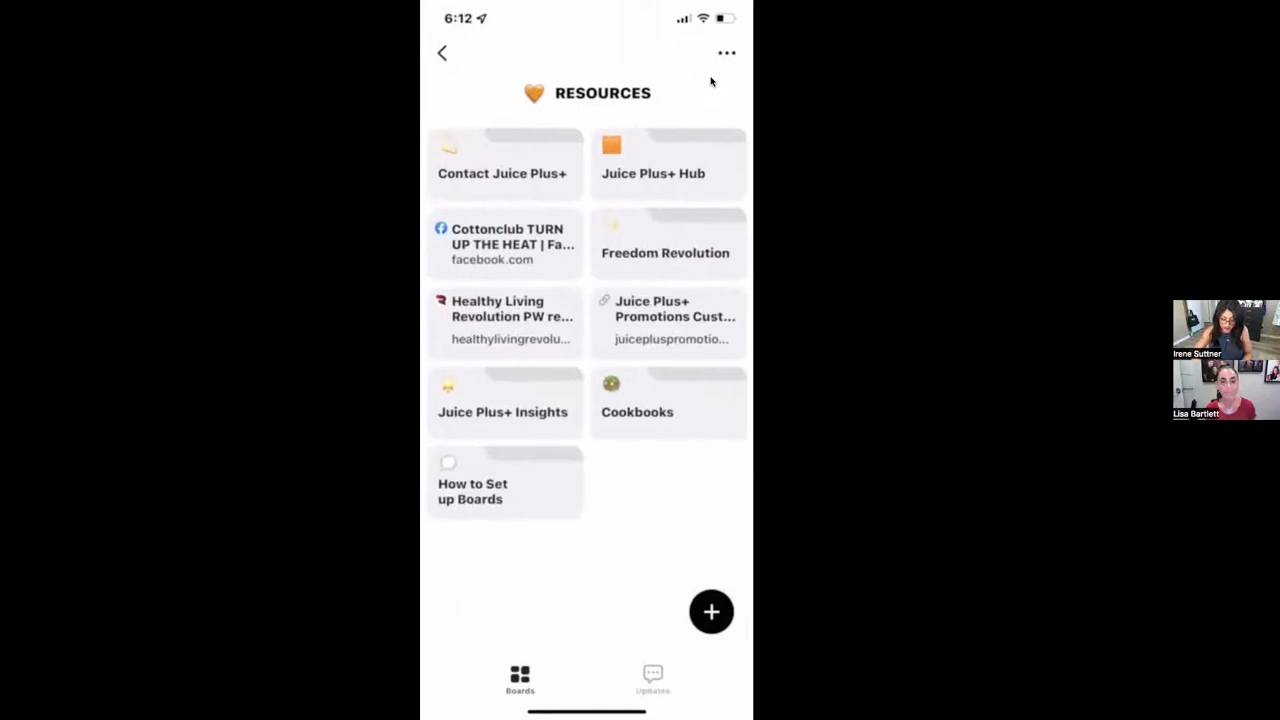 6:12
RESOURCES
Contact Juice Plus+
Juice Plus+ Hub
Cottonclub TURN
UP THE HEAT | Fa...
facebook.com
Freedom Revolution
Healthy Living
Revolution PW re...
healthylivingrevolu...
Juice Plus+
Promotions Cust...
juicepluspromotio...
Juice Plus+ Insights
Cookbooks
How to Set
up Boards
Boards
Updates
Irene Suttner
Lisa Bartlett